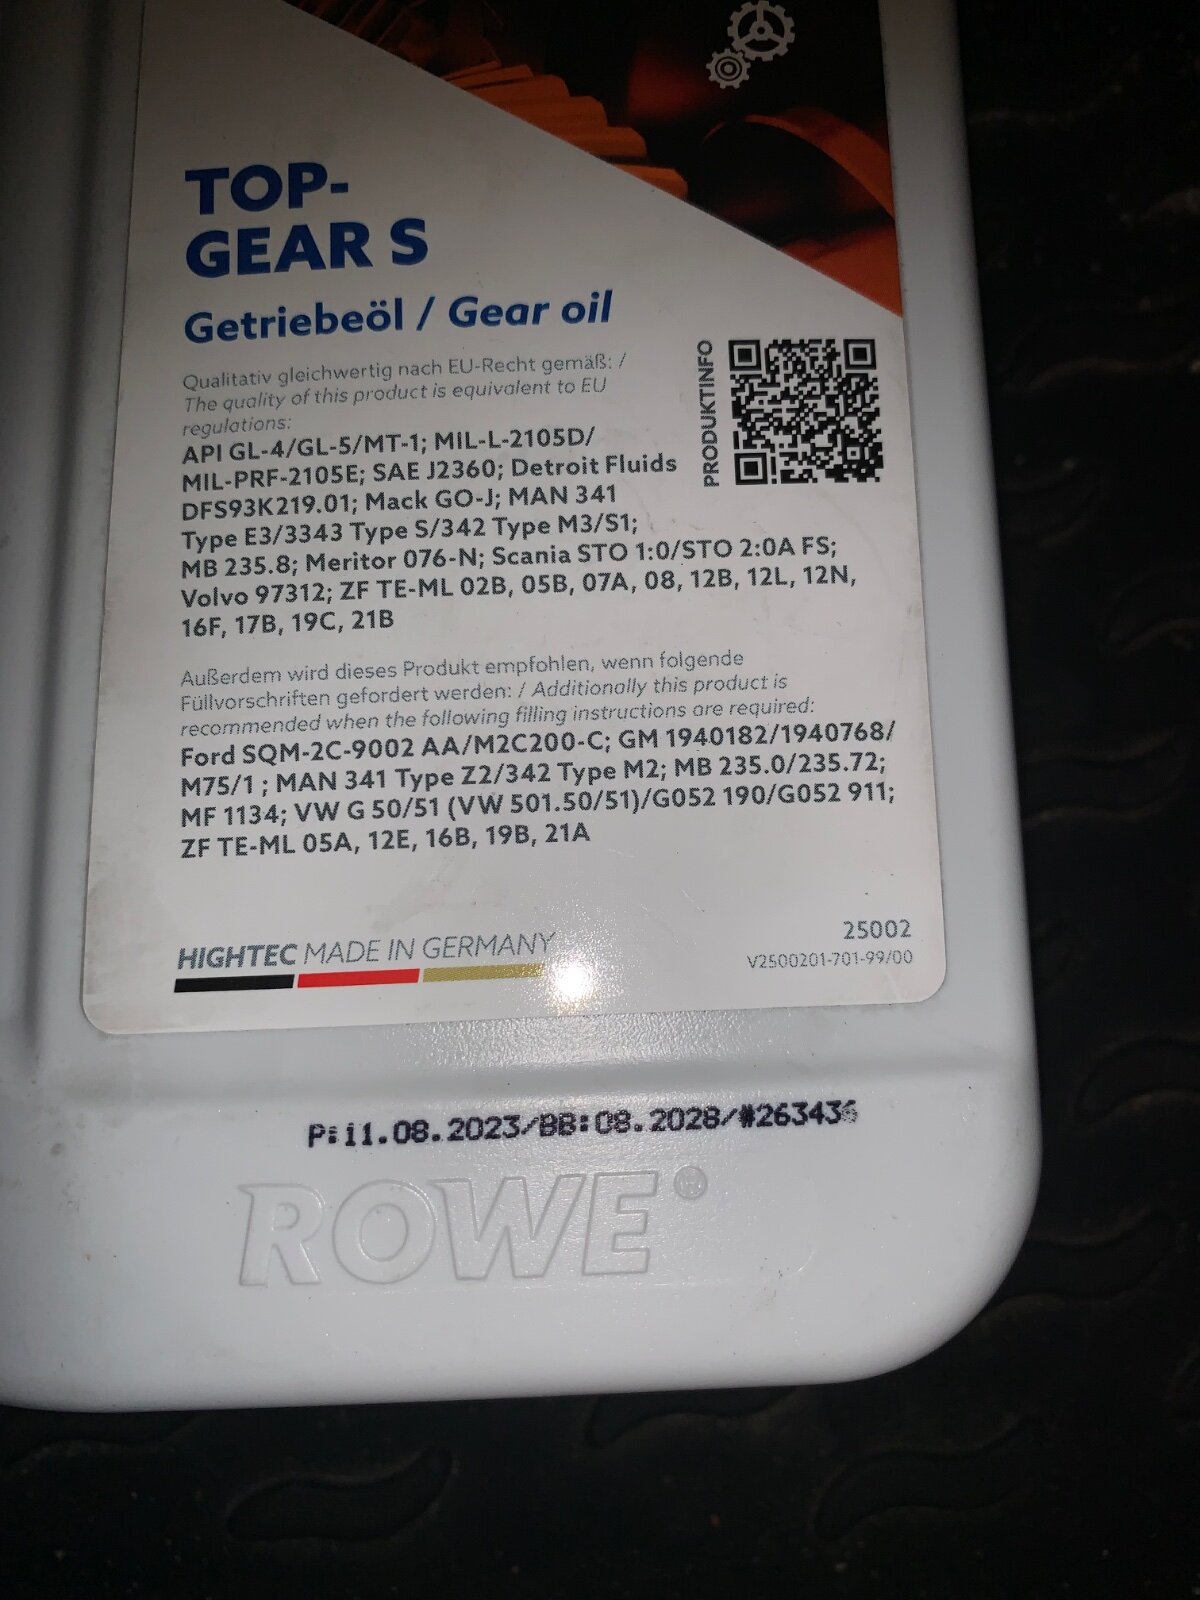 TOP-
GEAR S
Getriebeöl / Gear oil
Qualitativ gleichwertig nach EU-Recht gemäß: /
The quality of this product is equivalent to EU
regulations:
API GL-4/GL-5/MT-1; MIL-L-2105D/
MIL-PRF-2105E; SAE J2360; Detroit Fluids
DFS93K219.01; Mack GO-J; MAN 341
Type E3/3343 Type S/342 Type M3/S1;
MB 235.8; Meritor 076-N; Scania STO 1:0/STO 2:0A FS;
Volvo 97312; ZF TE-ML 02B, 05B, 07A, 08, 12B, 12L, 12N,
16F, 17B, 19C, 21B
PRODUKTINFO
Außerdem wird dieses Produkt empfohlen, wenn folgende
Füllvorschriften gefordert werden: / Additionally this product is
recommended when the following filling instructions are required:
Ford SQM-2C-9002 AA/M2C200-C; GM 1940182/1940768/
M75/1 ; MAN 341 Type Z2/342 Type M2; MB 235.0/235.72;
MF 1134; VW G 50/51 (VW 501.50/51)/G052 190/G052 911;
ZF TE-ML 05A, 12E, 16B, 19B, 21A
HIGHTEC MADE IN GERMANY
25002
V2500201-701-99/00
P:11.08.2023/BB:08.2028/#263436
ROWE®